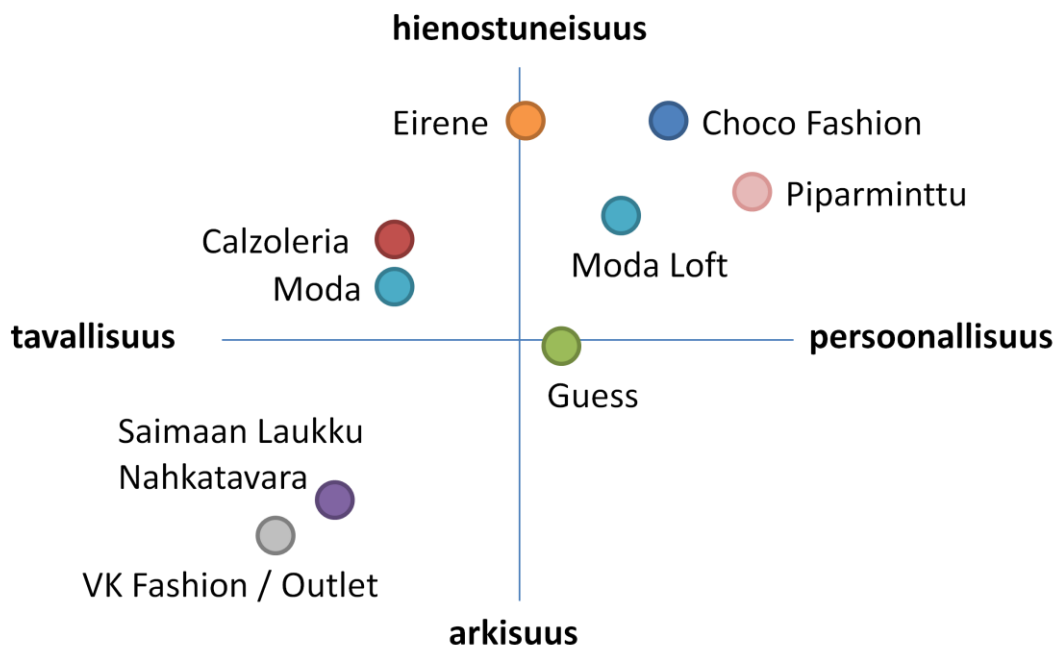 hienostuneisuus
Eirene
Choco Fashion
Piparminttu
Calzoleria
Moda Loft
Moda
tavallisuus
persoonallisuus
Guess
Saimaan Laukku
Nahkatavara
VK Fashion / Outlet
arkisuus